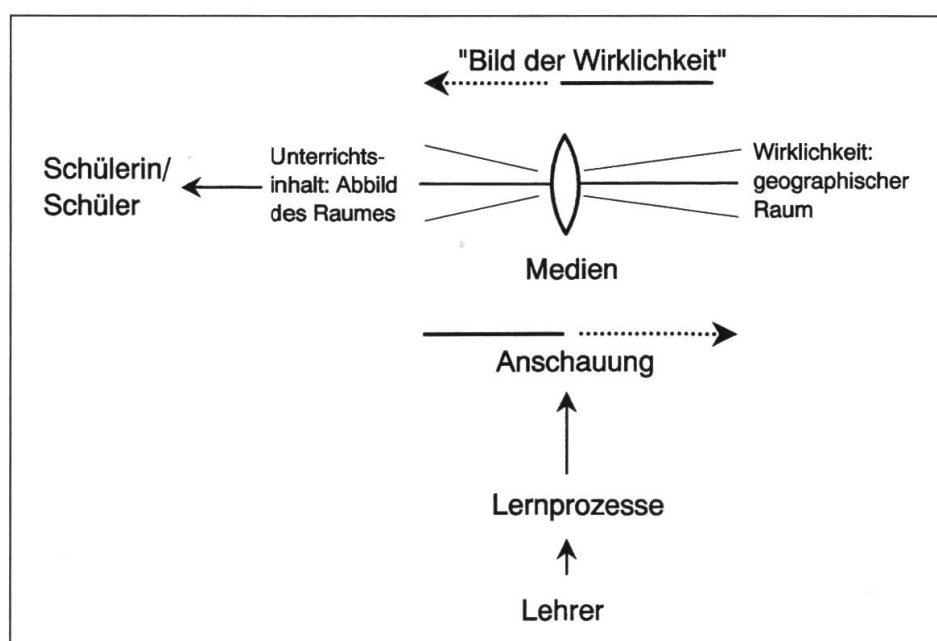 "Bild der Wirklichkeit"
Schülerin/
Schüler
Unterrichts-
inhalt: Abbild
des Raumes
Wirklichkeit:
geographischer
Raum
Medien
Anschauung
Lernprozesse
Lehrer